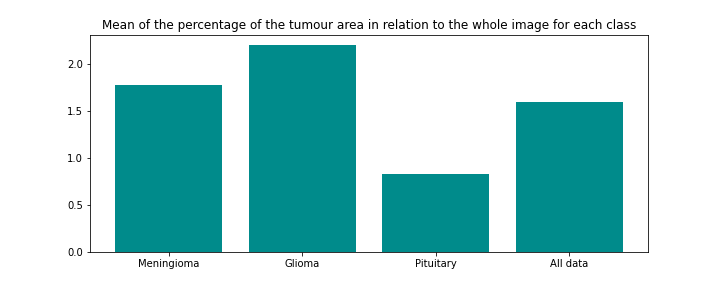 Mean of the percentage of the tumour area in relation to the whole image for each class
2.0
1.5
1.0
0.5
0.0
Meningioma Glioma Pituitary All data